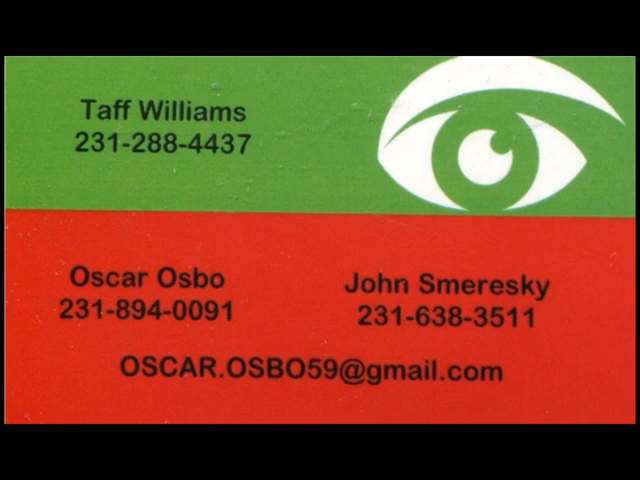 Taff Williams
231-288-4437
Oscar Osbo
231-894-0091
John Smeresky
231-638-3511
OSCAR.OSBO59@gmail.com